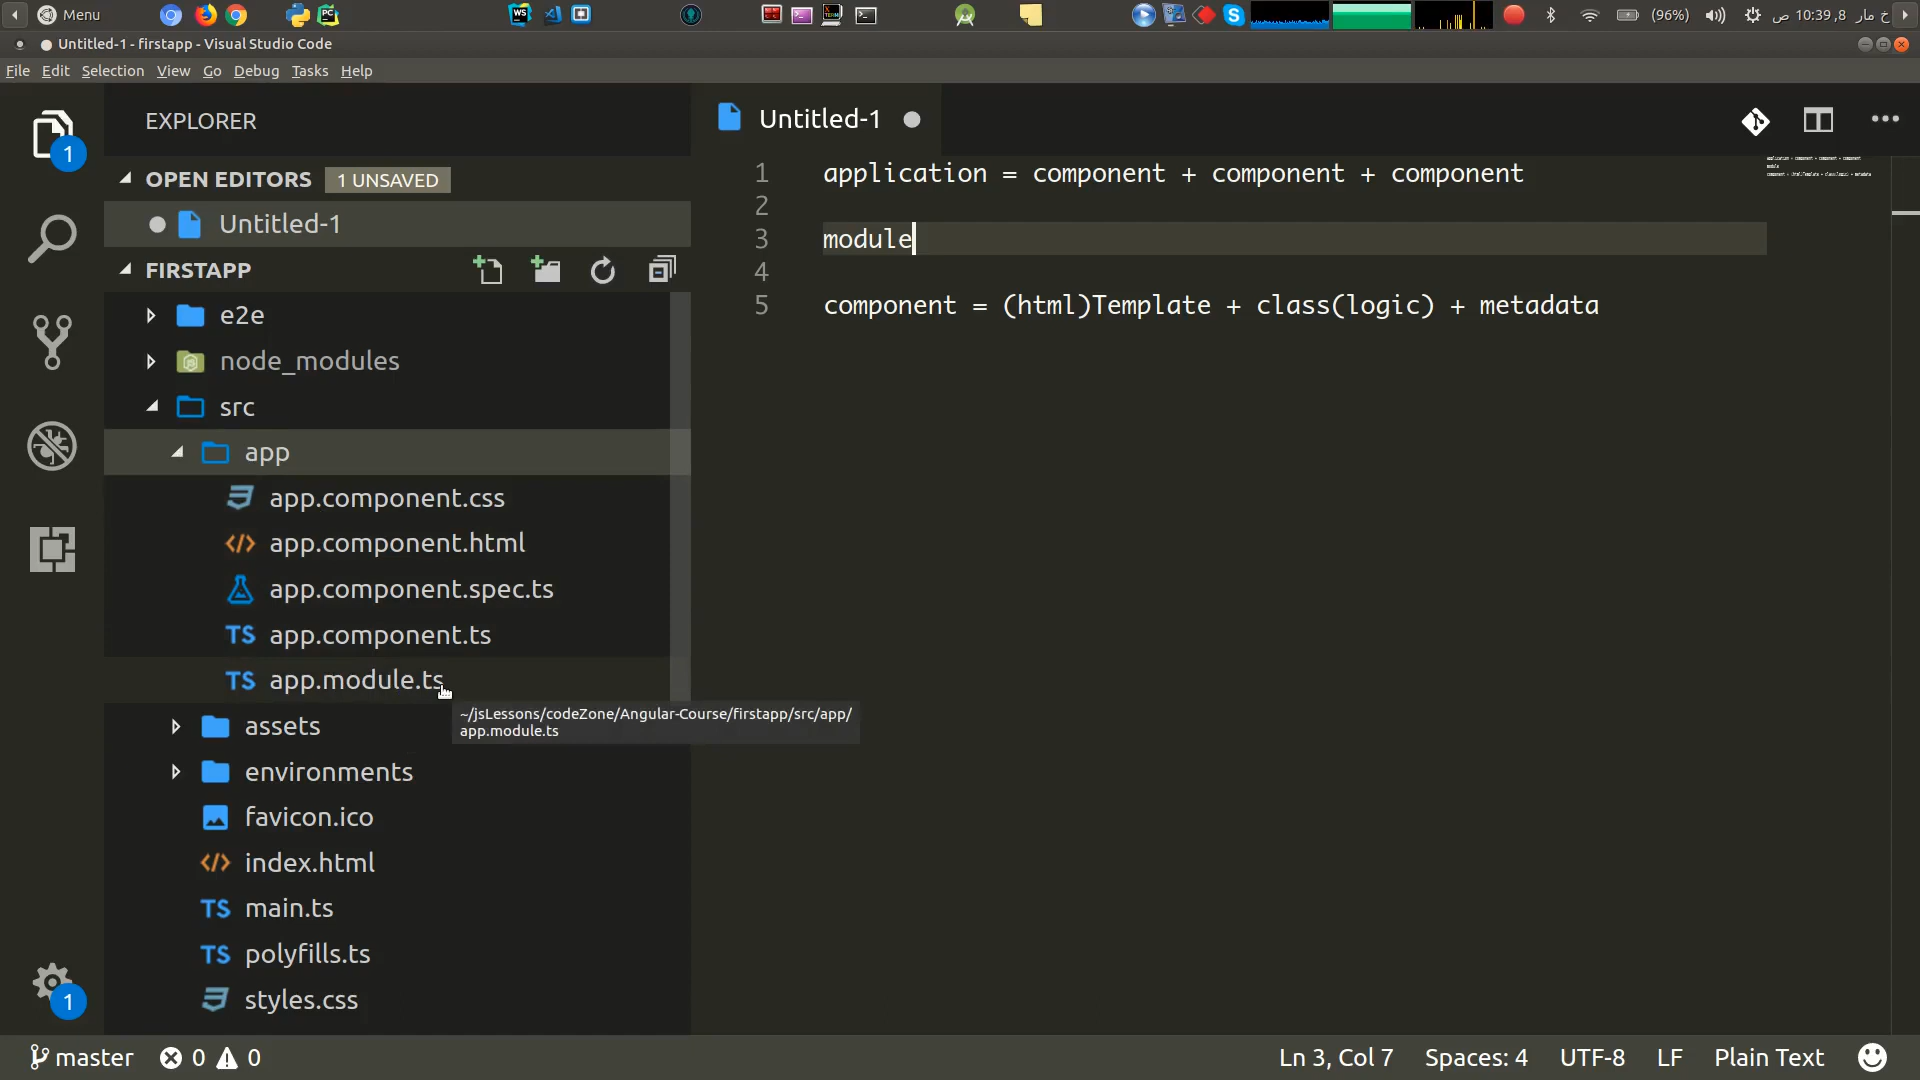 Menu
(96%)
خ مار 8, 10:39 ص
Untitled-1 - firstapp - Visual Studio Code
File Edit Selection View Go Debug Tasks Help
EXPLORER
OPEN EDITORS 1 UNSAVED
Untitled-1
FIRSTAPP
e2e
node_modules
src
app
app.component.css
app.component.html
app.component.spec.ts
app.component.ts
app.module.ts
~/jsLessons/codeZone/Angular-Course/firstapp/src/app/
app.module.ts
assets
environments
favicon.ico
index.html
main.ts
polyfills.ts
styles.css
1
1
Untitled-1
1 application = component + component + component
2
3 module
4
5 component = (html)Template + class(logic) + metadata
master 0 0
Ln 3, Col 7 Spaces: 4 UTF-8 LF Plain Text